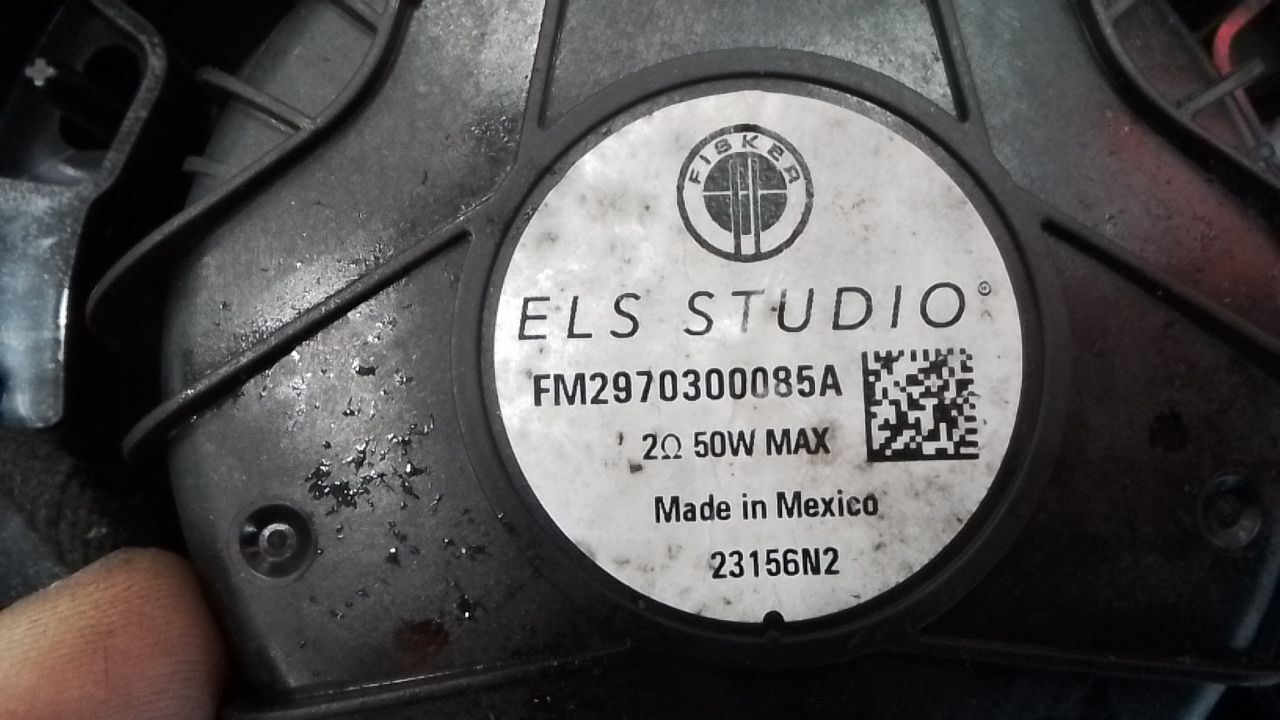 FISKER
ELS STUDIO
FM2970300085A
2Ω 50W MAX
Made in Mexico
23156N2